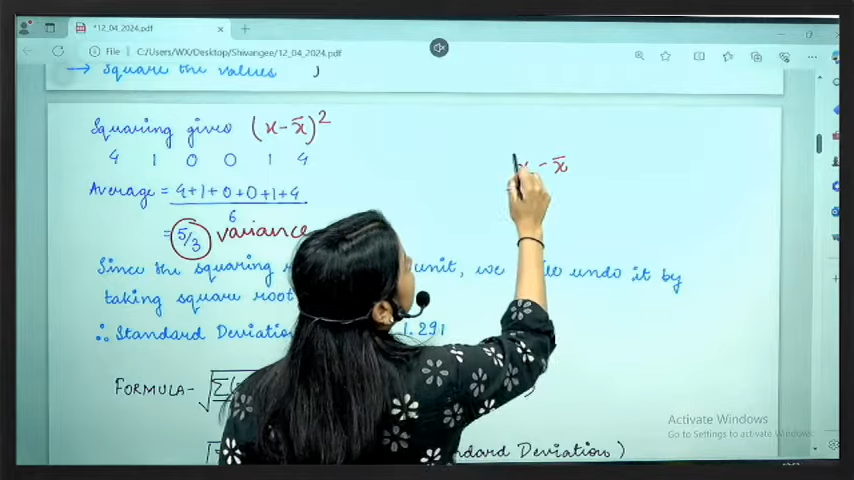 *12_04_2024.pdf
File | C:/Users/WX/Desktop/Shivangee/12_04_2024.pdf
→ Square the values
Squaring gives (x-x̄)²
4 1 0 0 1 4
x-x̄
Average = 4+1+0+0+1+4
6
= 5/3 variance
Since the squaring unit, we undo it by
taking square root
∴ Standard Deviation 1.291
FORMULA- √Σ(
ndard Deviation)
Activate Windows
Go to Settings to activate Windows.